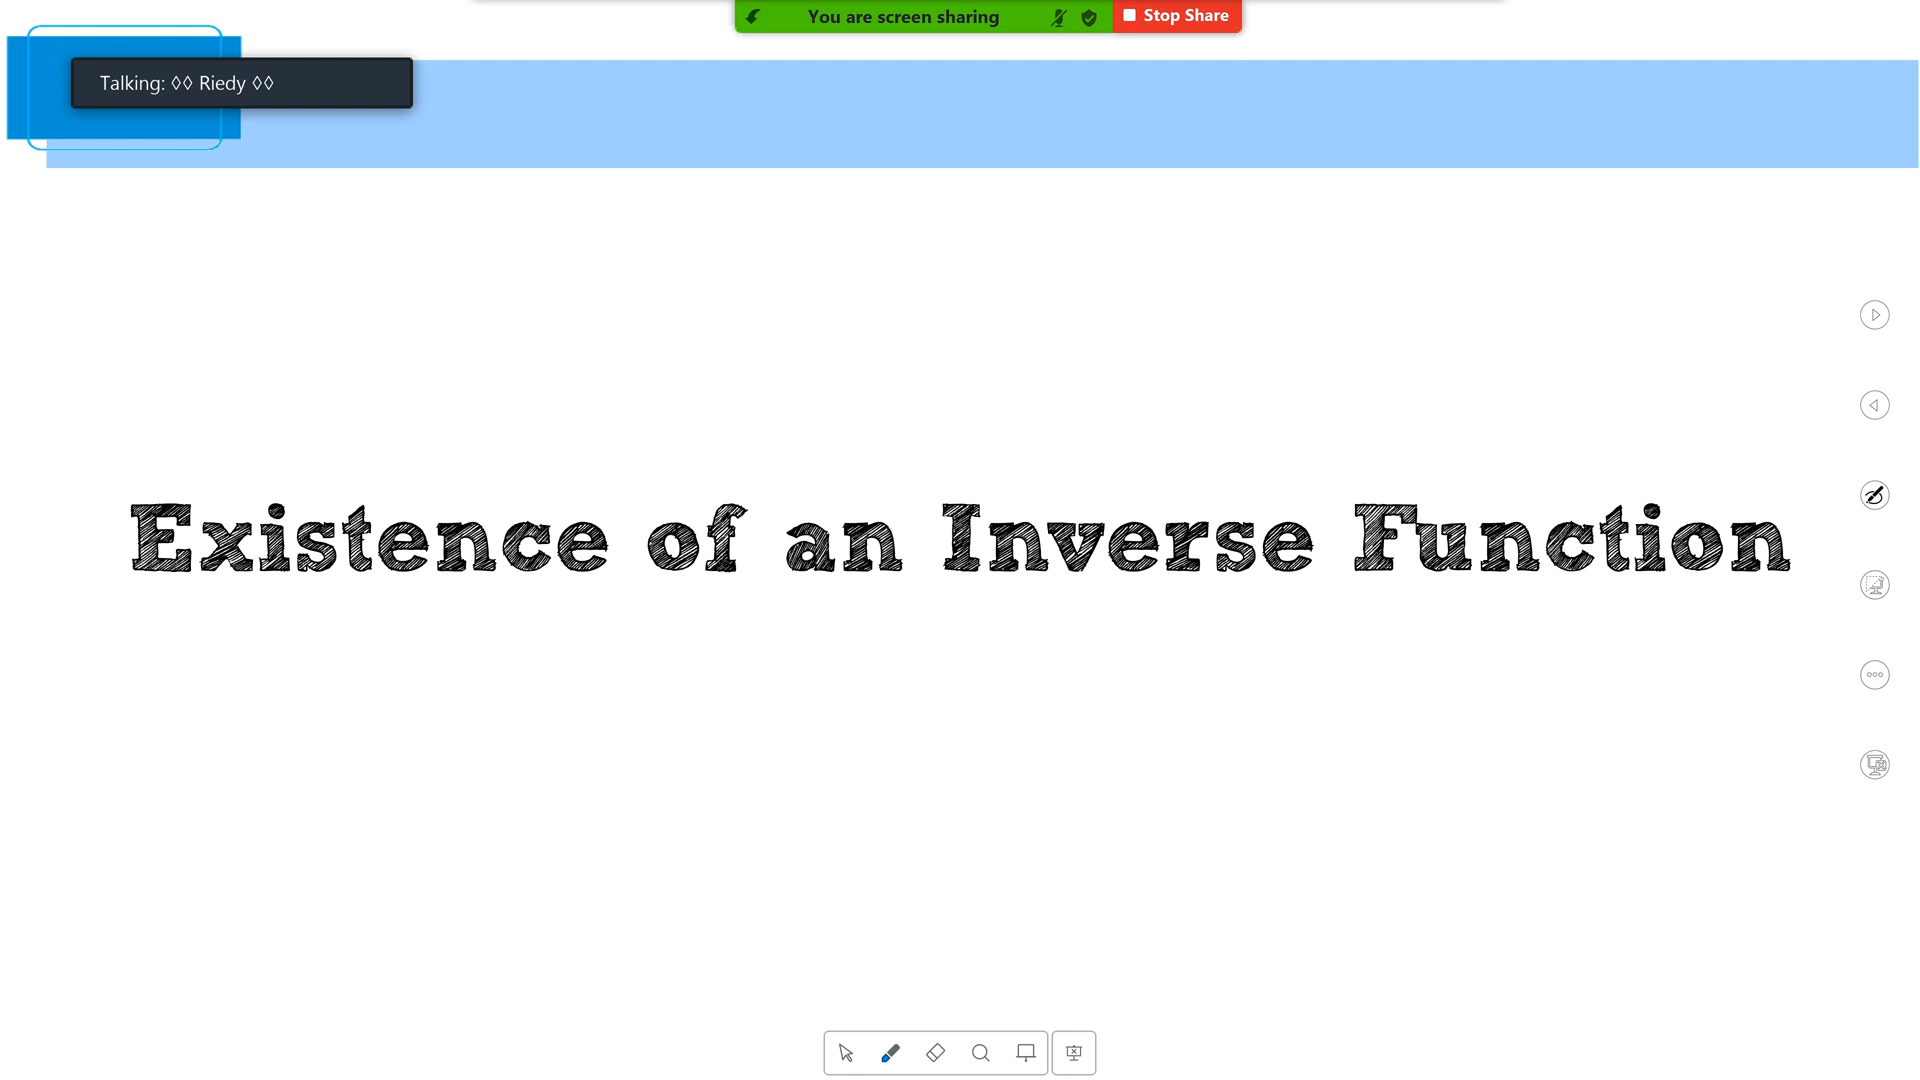 You are screen sharing
Stop Share
Talking: ◊◊ Riedy ◊◊
Existence of an Inverse Function